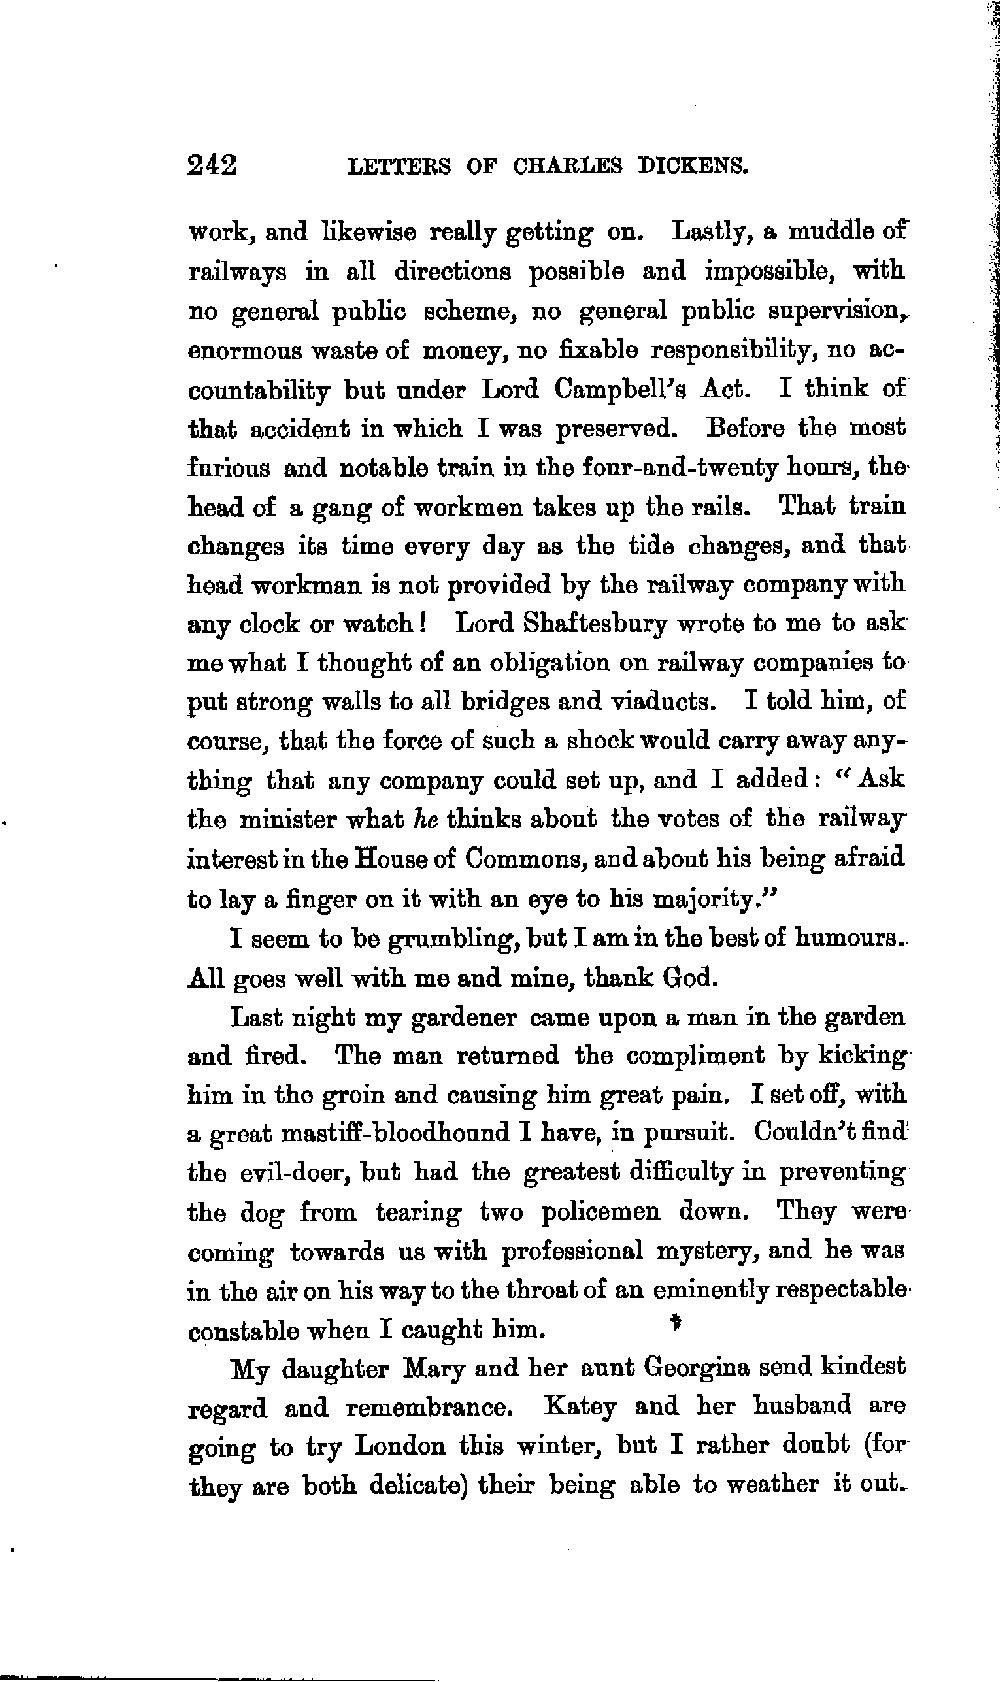 242 LETTERS OF CHARLES DICKENS.
work, and likewise really getting on. Lastly, a muddle of
railways in all directions possible and impossible, with
no general public scheme, no general public supervision,
enormous waste of money, no fixable responsibility, no ac-
countability but under Lord Campbell's Act. I think of
that accident in which I was preserved. Before the most
furious and notable train in the four-and-twenty hours, the
head of a gang of workmen takes up the rails. That train
changes its time every day as the tide changes, and that
head workman is not provided by the railway company with
any clock or watch! Lord Shaftesbury wrote to me to ask
me what I thought of an obligation on railway companies to
put strong walls to all bridges and viaducts. I told him, of
course, that the force of such a shock would carry away any-
thing that any company could set up, and I added: "Ask
the minister what he thinks about the votes of the railway
interest in the House of Commons, and about his being afraid
to lay a finger on it with an eye to his majority."
I seem to be grumbling, but I am in the best of humours.
All goes well with me and mine, thank God.
Last night my gardener came upon a man in the garden
and fired. The man returned the compliment by kicking
him in the groin and causing him great pain. I set off, with
a great mastiff-bloodhound I have, in pursuit. Couldn't find
the evil-doer, but had the greatest difficulty in preventing
the dog from tearing two policemen down. They were
coming towards us with professional mystery, and he was
in the air on his way to the throat of an eminently respectable
constable when I caught him.
My daughter Mary and her aunt Georgina send kindest
regard and remembrance. Katey and her husband are
going to try London this winter, but I rather doubt (for
they are both delicate) their being able to weather it out.